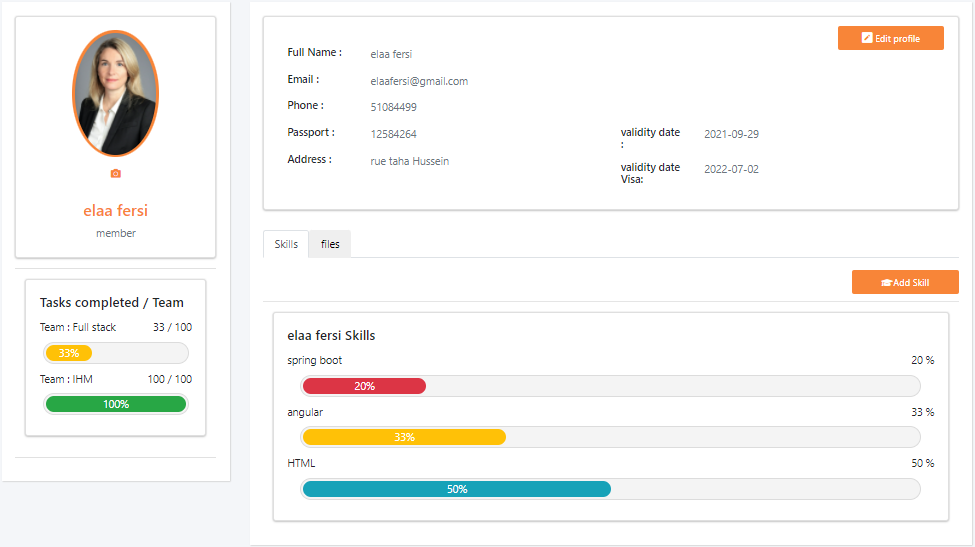 elaa fersi
member
Tasks completed / Team
Team : Full stack 33 / 100
33%
Team : IHM 100 / 100
100%
Edit profile
Full Name : elaa fersi
Email : elaafersi@gmail.com
Phone : 51084499
Passport : 12584264
validity date : 2021-09-29
Address : rue taha Hussein
validity date Visa: 2022-07-02
Skills files
Add Skill
elaa fersi Skills
spring boot 20 %
20%
angular 33 %
33%
HTML 50 %
50%